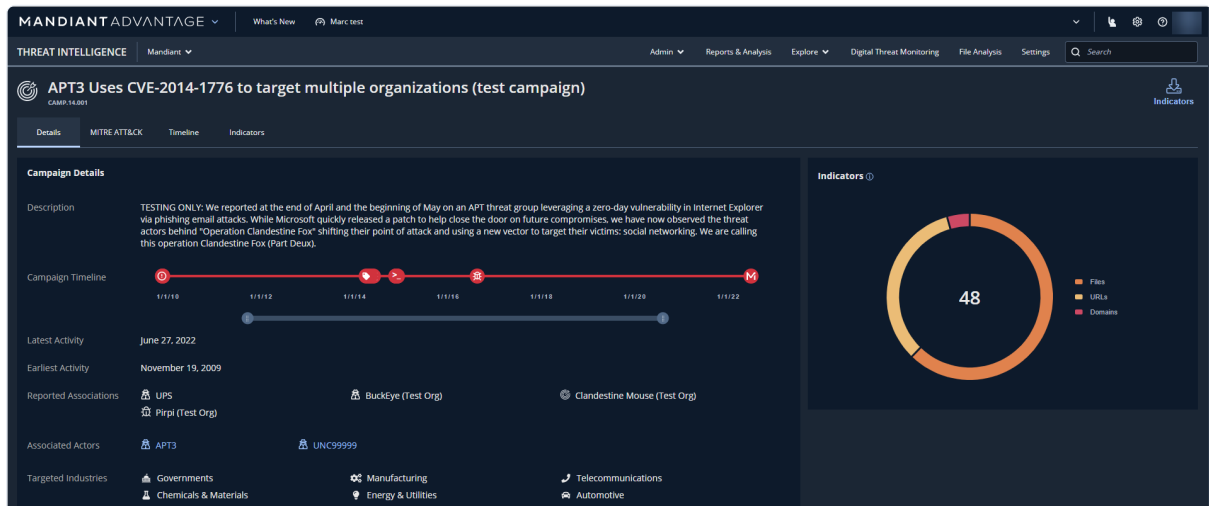 MANDIANT ADVANTAGE What's New Marc test
THREAT INTELLIGENCE Mandiant Admin Reports & Analysis Explore Digital Threat Monitoring File Analysis Settings Search
APT3 Uses CVE-2014-1776 to target multiple organizations (test campaign)
CAMP.14.001
Indicators
Details MITRE ATT&CK Timeline Indicators
Campaign Details
Description
TESTING ONLY: We reported at the end of April and the beginning of May on an APT threat group leveraging a zero-day vulnerability in Internet Explorer
via phishing email attacks. While Microsoft quickly released a patch to help close the door on future compromises, we have now observed the threat
actors behind "Operation Clandestine Fox" shifting their point of attack and using a new vector to target their victims: social networking. We are calling
this operation Clandestine Fox (Part Deux).
Campaign Timeline
M
1/1/10 1/1/12 1/1/14 1/1/16 1/1/18 1/1/20 1/1/22
Latest Activity June 27, 2022
Earliest Activity November 19, 2009
Reported Associations UPS BuckEye (Test Org) Clandestine Mouse (Test Org)
Pirpi (Test Org)
Associated Actors APT3 UNC99999
Targeted Industries Governments Manufacturing Telecommunications
Chemicals & Materials Energy & Utilities Automotive
Indicators
48
Files
URLs
Domains